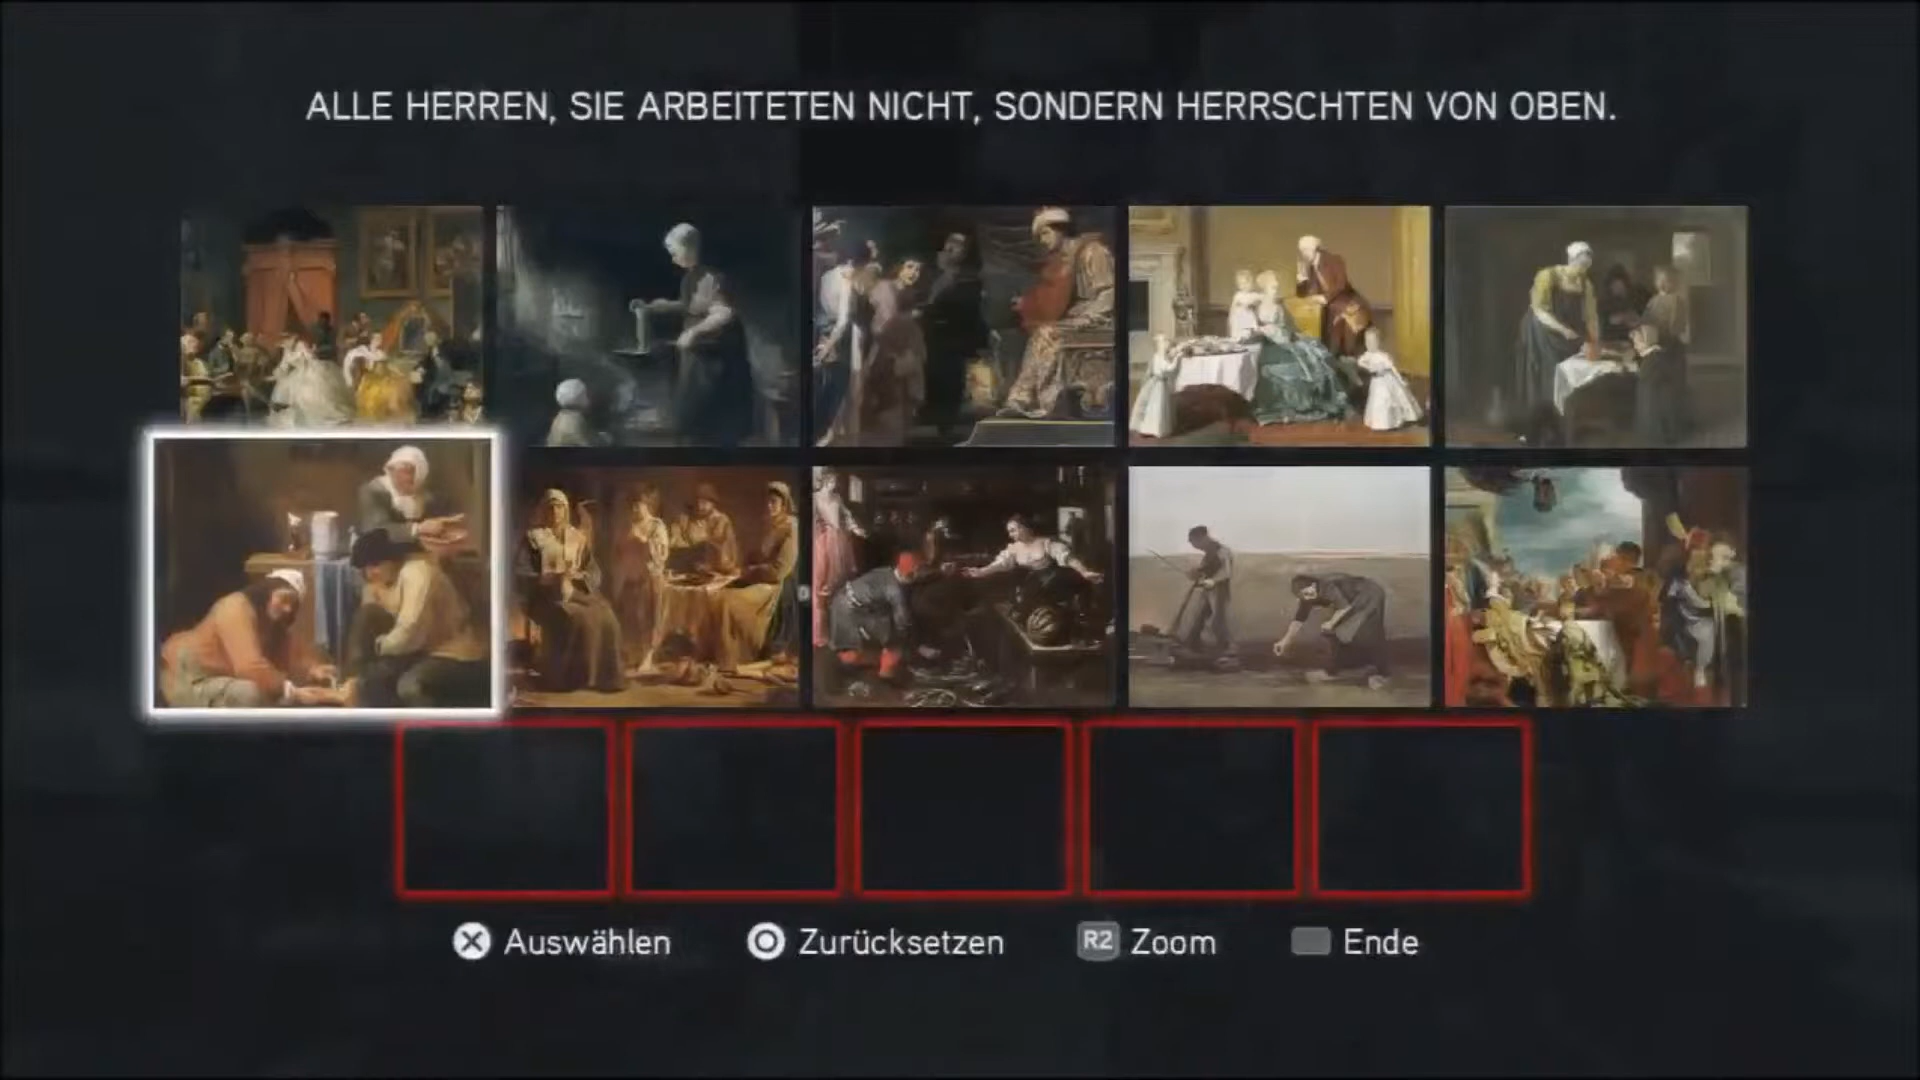 ALLE HERREN, SIE ARBEITETEN NICHT, SONDERN HERRSCHTEN VON OBEN.
Auswählen Zurücksetzen R2 Zoom Ende